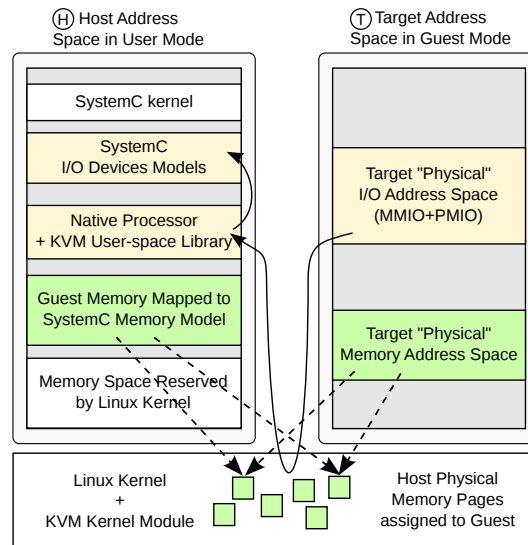 H Host Address
Space in User Mode
T Target Address
Space in Guest Mode
SystemC kernel
SystemC
I/O Devices Models
Native Processor
+ KVM User-space Library
Guest Memory Mapped to
SystemC Memory Model
Memory Space Reserved
by Linux Kernel
Target "Physical"
I/O Address Space
(MMIO+PMIO)
Target "Physical"
Memory Address Space
Linux Kernel
+
KVM Kernel Module
Host Physical
Memory Pages
assigned to Guest